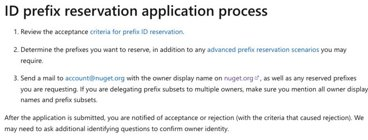 ID prefix reservation application process
1. Review the acceptance criteria for prefix ID reservation.
2. Determine the prefixes you want to reserve, in addition to any advanced prefix reservation scenarios you may
require.
3. Send a mail to account@nuget.org with the owner display name on nuget.org, as well as any reserved prefixes
you are requesting. If you are delegating prefix subsets to multiple owners, make sure you mention all owner display
names and prefix subsets.
After the application is submitted, you are notified of acceptance or rejection (with the criteria that caused rejection). We
may need to ask additional identifying questions to confirm owner identity.